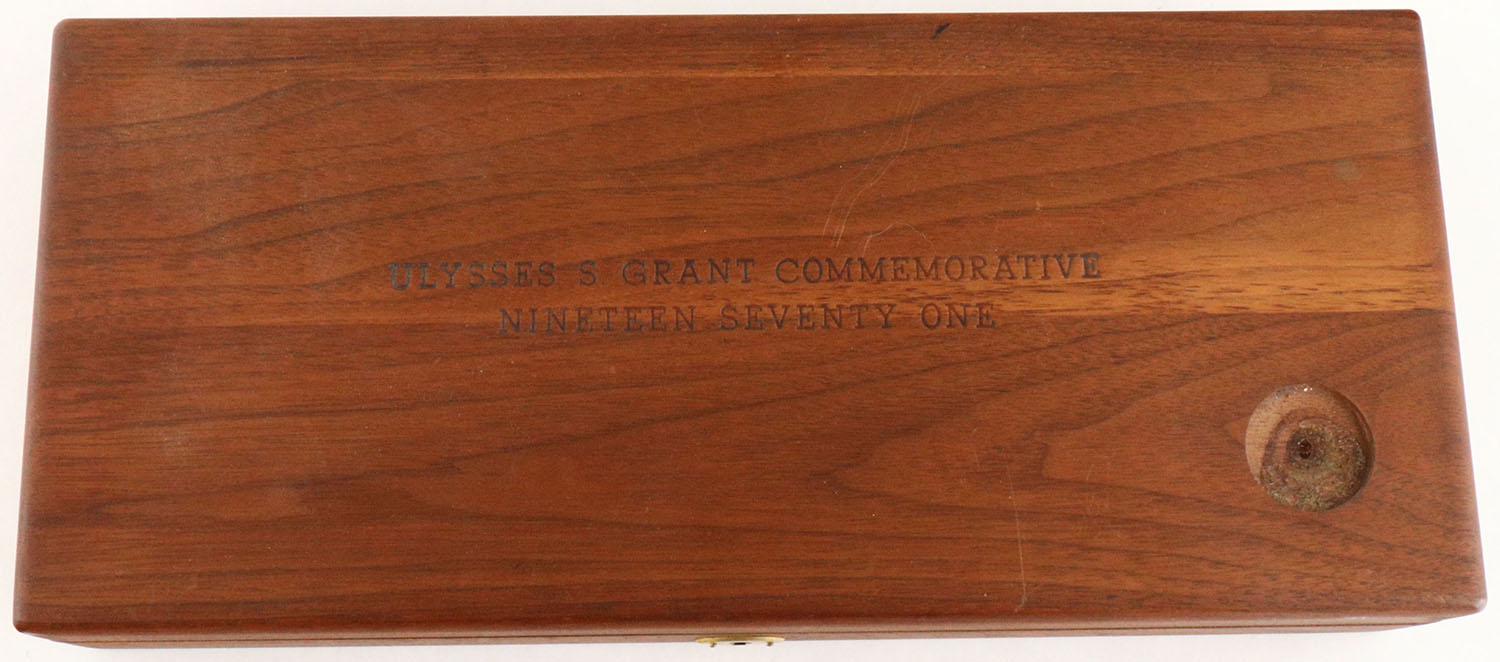 ULYSSES S. GRANT COMMEMORATIVE
NINETEEN SEVENTY ONE